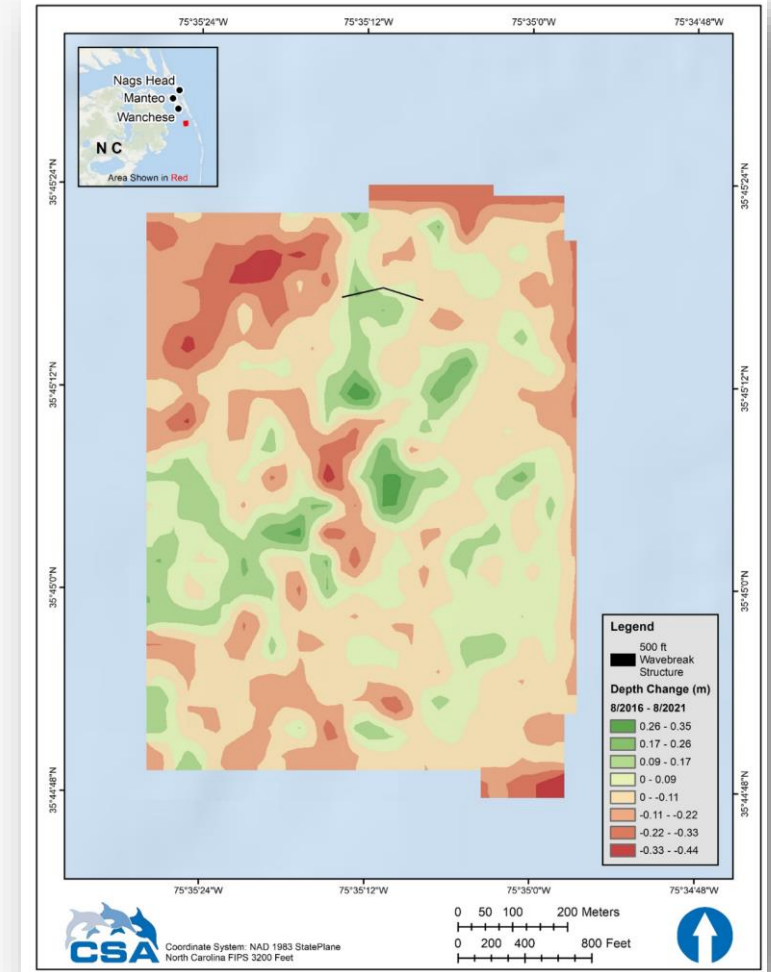 75°35'24"W 75°35'12"W 75°35'0"W 75°34'48"W
Nags Head
Manteo
Wanchese
N C
Area Shown in Red
35°45'24"N 35°45'24"N
35°45'12"N 35°45'12"N
35°45'0"N 35°45'0"N
35°44'48"N 35°44'48"N
Legend
500 ft
Wavebreak
Structure
Depth Change (m)
8/2016 - 8/2021
0.26 - 0.35
0.17 - 0.26
0.09 - 0.17
0 - 0.09
0 - -0.11
-0.11 - -0.22
-0.22 - -0.33
-0.33 - -0.44
75°35'24"W 75°35'12"W 75°35'0"W 75°34'48"W
CSA
Coordinate System: NAD 1983 StatePlane
North Carolina FIPS 3200 Feet
0 50 100 200 Meters
0 200 400 800 Feet